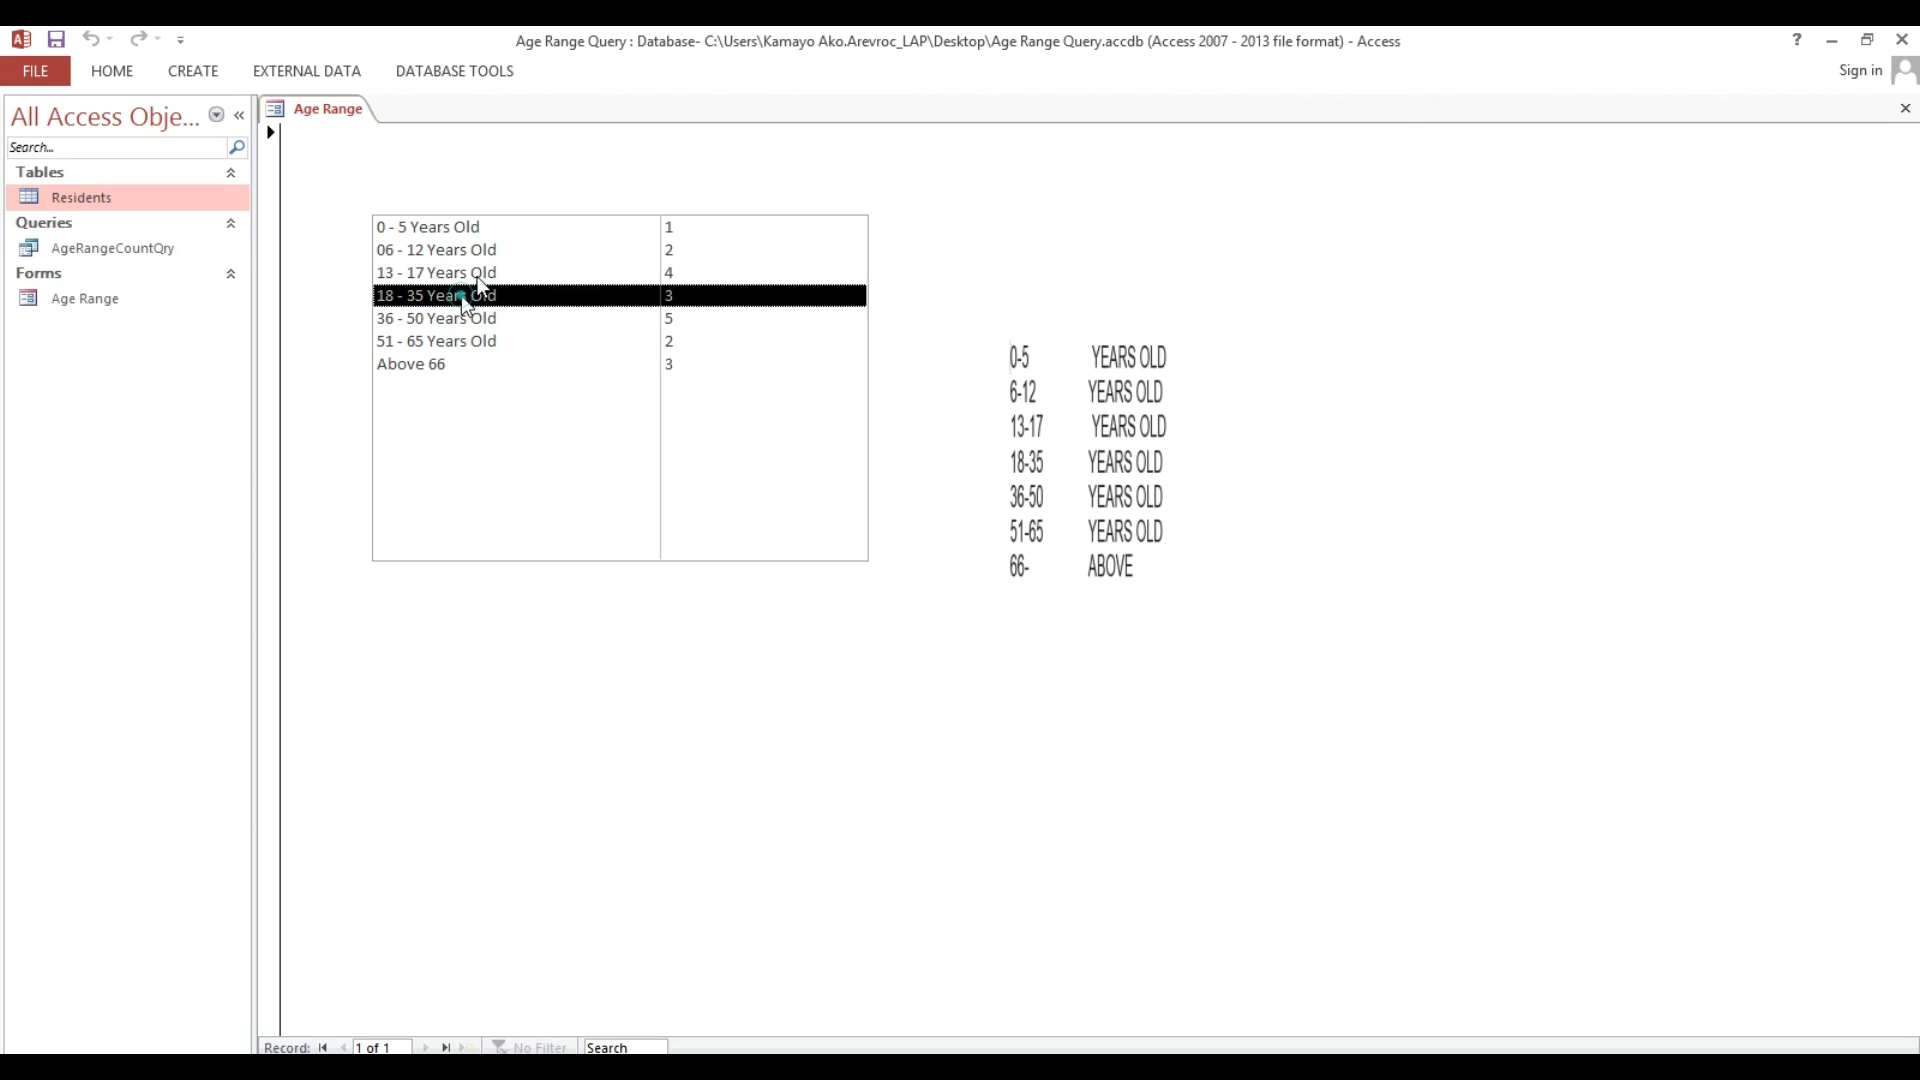 Age Range Query : Database- C:\Users\Kamayo Ako.Arevroc_LAP\Desktop\Age Range Query.accdb (Access 2007 - 2013 file format) - Access
?
FILE HOME CREATE EXTERNAL DATA DATABASE TOOLS Sign in
All Access Obje... «
Age Range
Search...
Tables
Residents
Queries
AgeRangeCountQry
Forms
Age Range
0 - 5 Years Old 1
06 - 12 Years Old 2
13 - 17 Years Old 4
18 - 35 Years Old 3
36 - 50 Years Old 5
51 - 65 Years Old 2
Above 66 3
0-5 YEARS OLD
6-12 YEARS OLD
13-17 YEARS OLD
18-35 YEARS OLD
36-50 YEARS OLD
51-65 YEARS OLD
66- ABOVE
Record: 1 of 1 No Filter Search